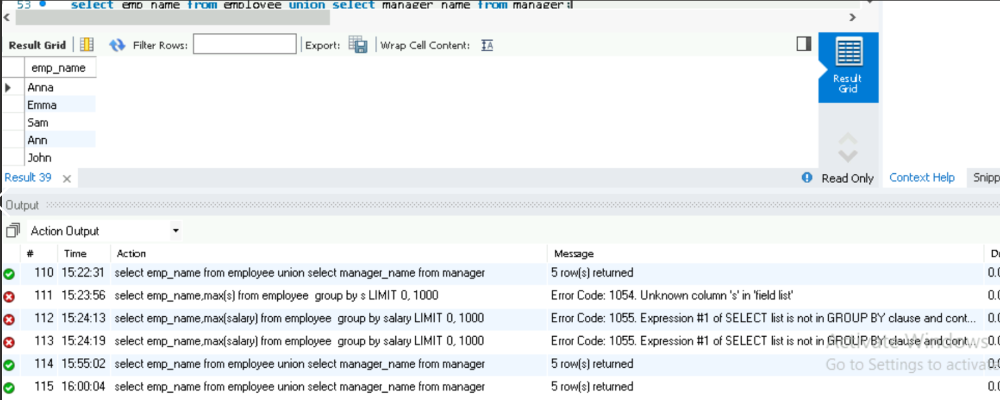 53 select emp_name from employee union select manager_name from manager;
Result Grid Filter Rows: Export: Wrap Cell Content:
emp_name
Anna
Emma
Sam
Ann
John
Result Grid
Result 39 Read Only Context Help Snipp
Output
Action Output
# Time Action Message
110 15:22:31 select emp_name from employee union select manager_name from manager 5 row(s) returned 0.0
111 15:23:56 select emp_name,max(s) from employee  group by s LIMIT 0, 1000 Error Code: 1054. Unknown column 's' in 'field list' 0.0
112 15:24:13 select emp_name,max(salary) from employee  group by salary LIMIT 0, 1000 Error Code: 1055. Expression #1 of SELECT list is not in GROUP BY clause and cont... 0.0
113 15:24:19 select emp_name,max(salary) from employee  group by salary LIMIT 0, 1000 Error Code: 1055. Expression #1 of SELECT list is not in GROUP BY clause and cont... 0.0
Activate Windows
114 15:55:02 select emp_name from employee union select manager_name from manager 5 row(s) returned 0.0
Go to Settings to activate
115 16:00:04 select emp_name from employee union select manager_name from manager 5 row(s) returned 0.0